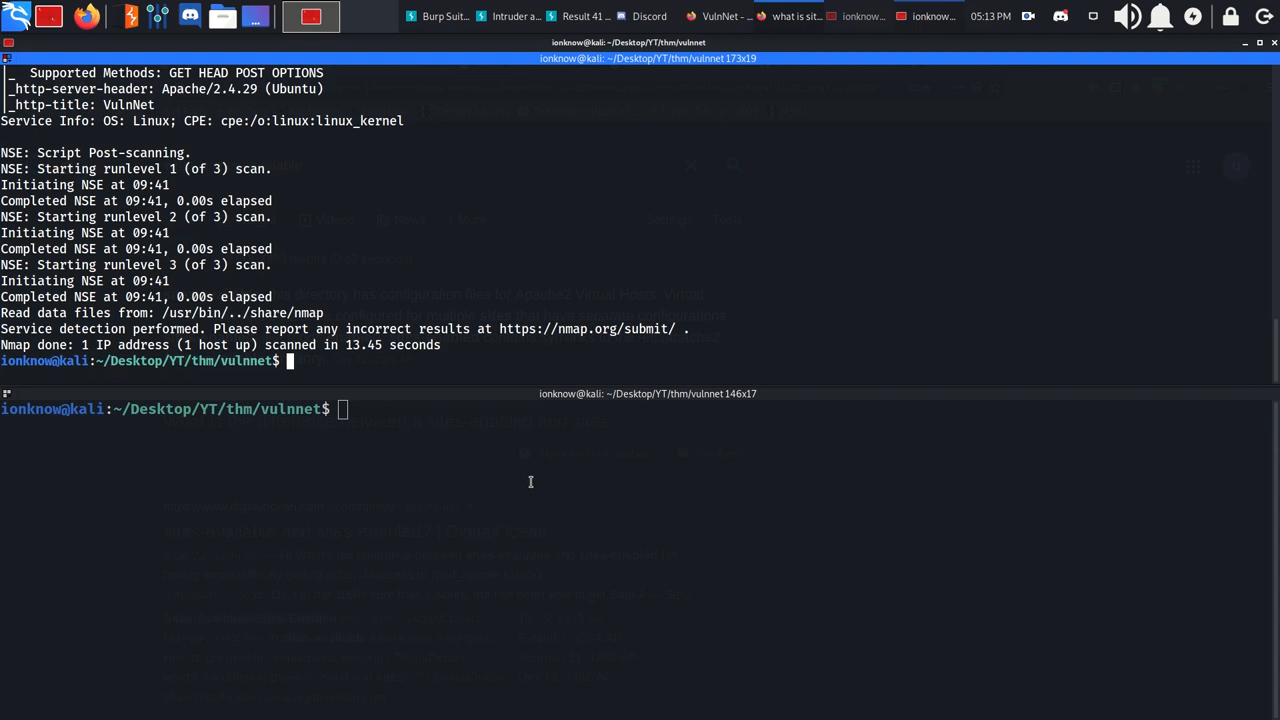 Burp Suit...
Intruder a...
Result 41 ...
Discord
VulnNet - ...
what is sit...
ionknow...
ionknow...
05:13 PM
ionknow@kali: ~/Desktop/YT/thm/vulnnet
ionknow@kali: ~/Desktop/YT/thm/vulnnet 173x19
|_  Supported Methods: GET HEAD POST OPTIONS
|_http-server-header: Apache/2.4.29 (Ubuntu)
|_http-title: VulnNet
Service Info: OS: Linux; CPE: cpe:/o:linux:linux_kernel
NSE: Script Post-scanning.
NSE: Starting runlevel 1 (of 3) scan.
Initiating NSE at 09:41
Completed NSE at 09:41, 0.00s elapsed
NSE: Starting runlevel 2 (of 3) scan.
Initiating NSE at 09:41
Completed NSE at 09:41, 0.00s elapsed
NSE: Starting runlevel 3 (of 3) scan.
Initiating NSE at 09:41
Completed NSE at 09:41, 0.00s elapsed
Read data files from: /usr/bin/../share/nmap
Service detection performed. Please report any incorrect results at https://nmap.org/submit/ .
Nmap done: 1 IP address (1 host up) scanned in 13.45 seconds
ionknow@kali:~/Desktop/YT/thm/vulnnet$
ionknow@kali: ~/Desktop/YT/thm/vulnnet 146x17
ionknow@kali:~/Desktop/YT/thm/vulnnet$